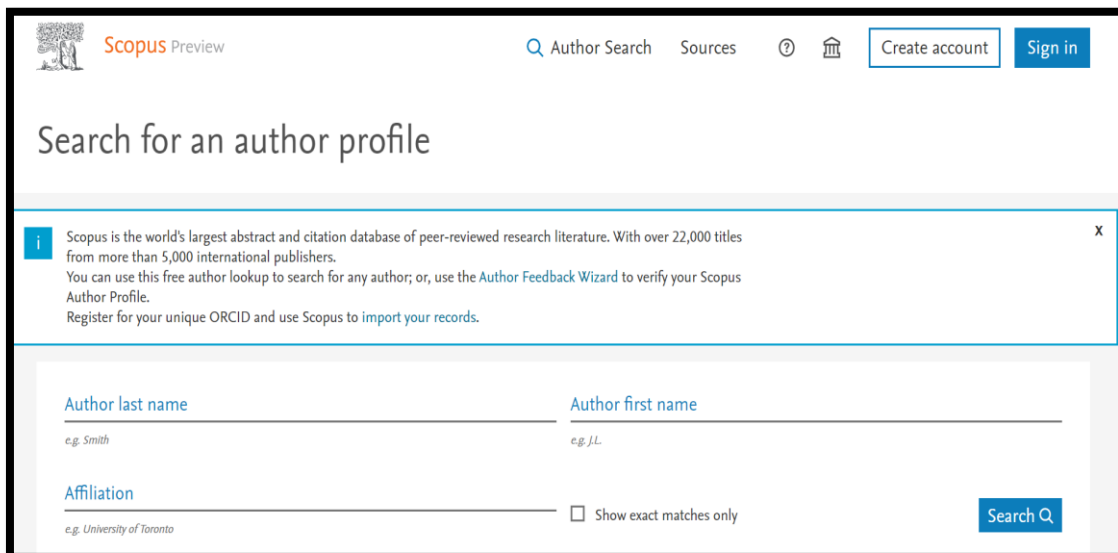 Scopus Preview
Author Search Sources ? Create account Sign in
Search for an author profile
i
Scopus is the world's largest abstract and citation database of peer-reviewed research literature. With over 22,000 titles
from more than 5,000 international publishers.
You can use this free author lookup to search for any author; or, use the Author Feedback Wizard to verify your Scopus
Author Profile.
Register for your unique ORCID and use Scopus to import your records.
X
Author last name
e.g. Smith
Author first name
e.g. J.L.
Affiliation
e.g. University of Toronto
Show exact matches only
Search